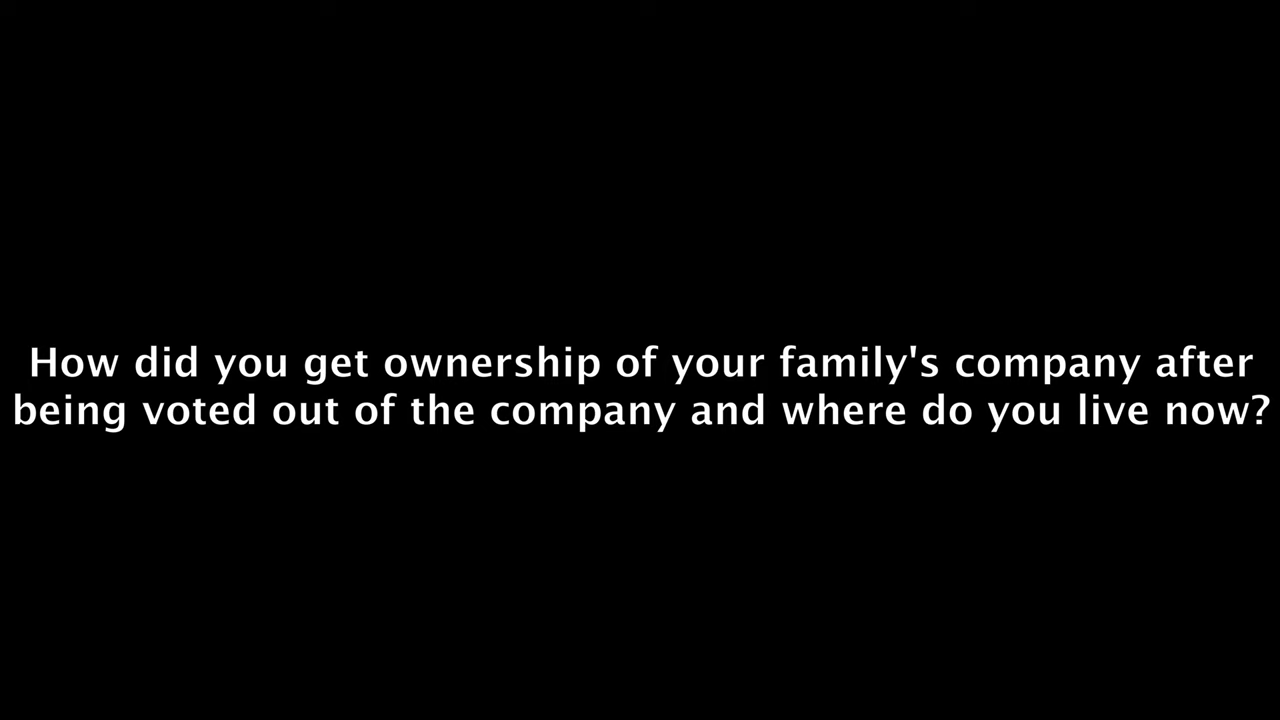 How did you get ownership of your family's company after
being voted out of the company and where do you live now?